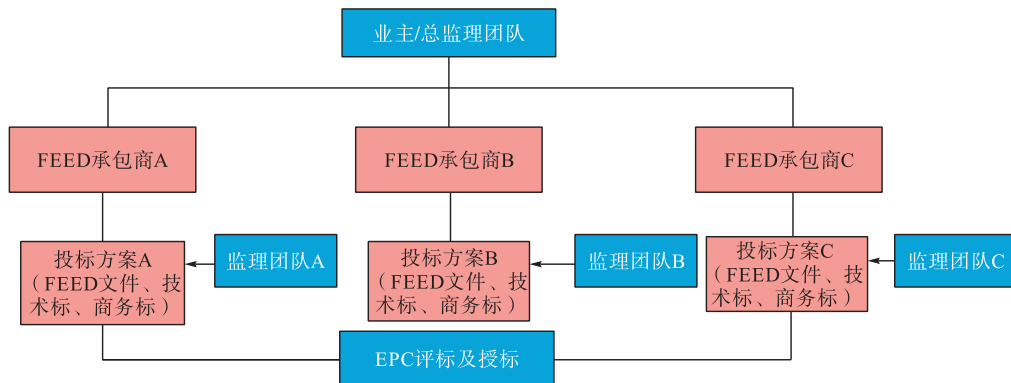 业主/总监理团队
FEED承包商A
FEED承包商B
FEED承包商C
投标方案A
（FEED文件、技
术标、商务标）
监理团队A
投标方案B
（FEED文件、技
术标、商务标）
监理团队B
投标方案C
（FEED文件、技
术标、商务标）
监理团队C
EPC评标及授标